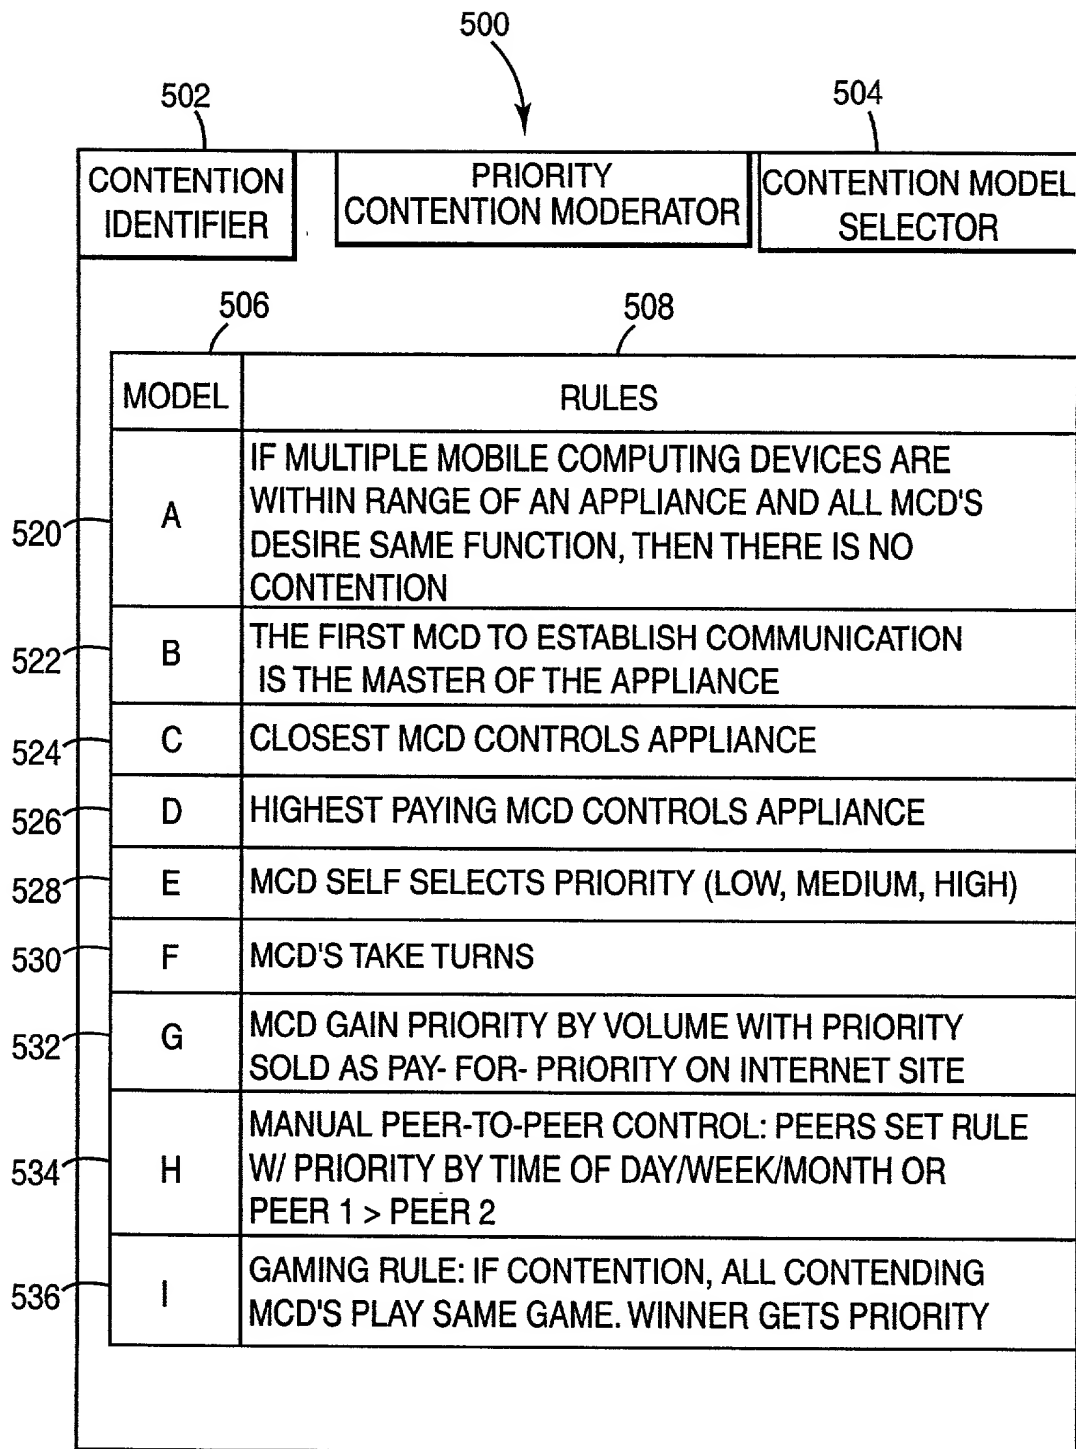 500
502
504
CONTENTION
IDENTIFIER
PRIORITY
CONTENTION MODERATOR
CONTENTION MODEL
SELECTOR
506
508
MODEL
RULES
520
A
IF MULTIPLE MOBILE COMPUTING DEVICES ARE
WITHIN RANGE OF AN APPLIANCE AND ALL MCD'S
DESIRE SAME FUNCTION, THEN THERE IS NO
CONTENTION
522
B
THE FIRST MCD TO ESTABLISH COMMUNICATION
IS THE MASTER OF THE APPLIANCE
524
C
CLOSEST MCD CONTROLS APPLIANCE
526
D
HIGHEST PAYING MCD CONTROLS APPLIANCE
528
E
MCD SELF SELECTS PRIORITY (LOW, MEDIUM, HIGH)
530
F
MCD'S TAKE TURNS
532
G
MCD GAIN PRIORITY BY VOLUME WITH PRIORITY
SOLD AS PAY- FOR- PRIORITY ON INTERNET SITE
534
H
MANUAL PEER-TO-PEER CONTROL: PEERS SET RULE
W/ PRIORITY BY TIME OF DAY/WEEK/MONTH OR
PEER 1 > PEER 2
536
I
GAMING RULE: IF CONTENTION, ALL CONTENDING
MCD'S PLAY SAME GAME. WINNER GETS PRIORITY